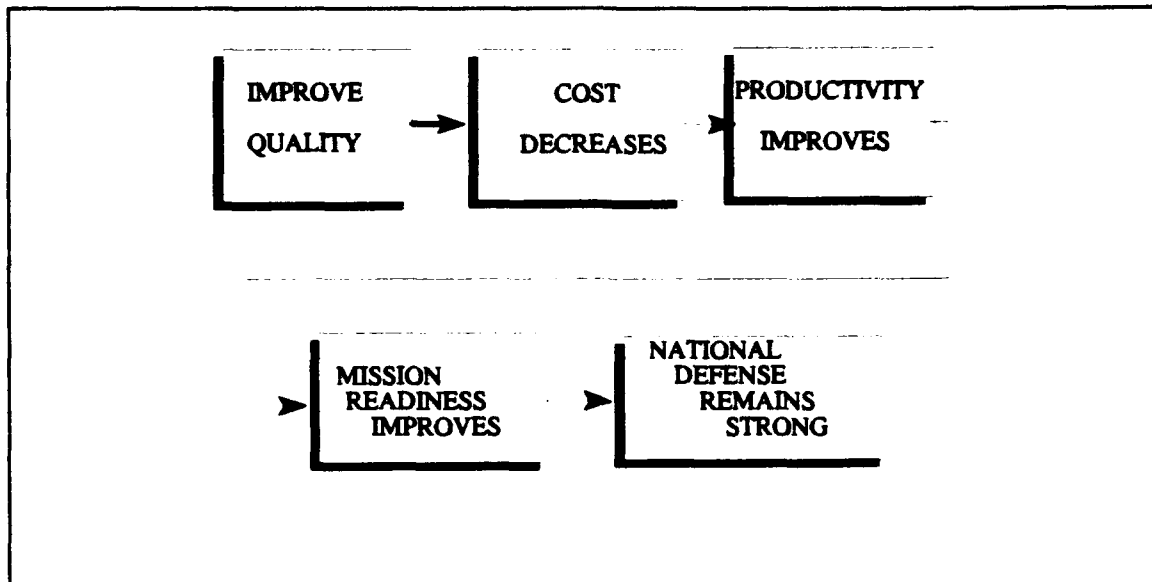 IMPROVE
QUALITY
COST
DECREASES
PRODUCTIVITY
IMPROVES
MISSION
READINESS
IMPROVES
NATIONAL
DEFENSE
REMAINS
STRONG